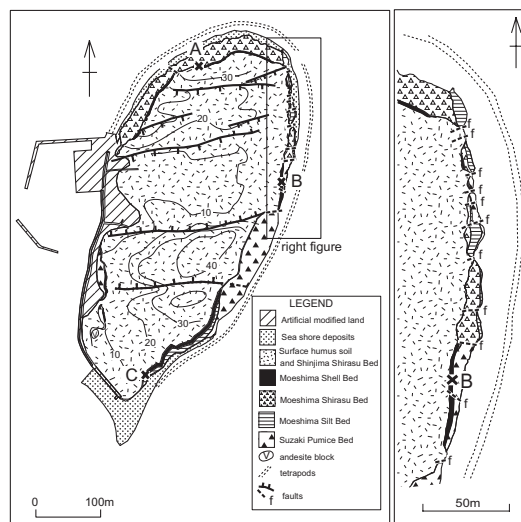 A
30
20
B
10
right figure
40
30
10
C
0 100m
LEGEND
Artificial modified land
Sea shore deposits
Surface humus soil
and Shinjima Shirasu Bed
Moeshima Shell Bed
Moeshima Shirasu Bed
Moeshima Silt Bed
Suzaki Pumice Bed
andesite block
tetrapods
f faults
f
f
f
f
f
f
f
f
B
f
50m